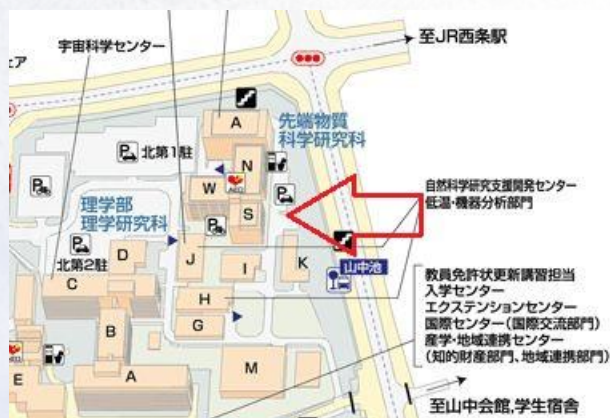 宇宙科学センター
ェア
至JR西条駅
A
先端物質
科学研究科
北第1駐
N
W
AED
S
自然科学研究支援開発センター
低温・機器分析部門
理学部
理学研究科
北第2駐
D
J
I
K
山中池
C
H
G
B
教員免許状更新講習担当
入学センター
エクステンションセンター
国際センター(国際交流部門)
産学・地域連携センター
(知的財産部門、地域連携部門)
E
A
M
至山中会館,学生宿舎